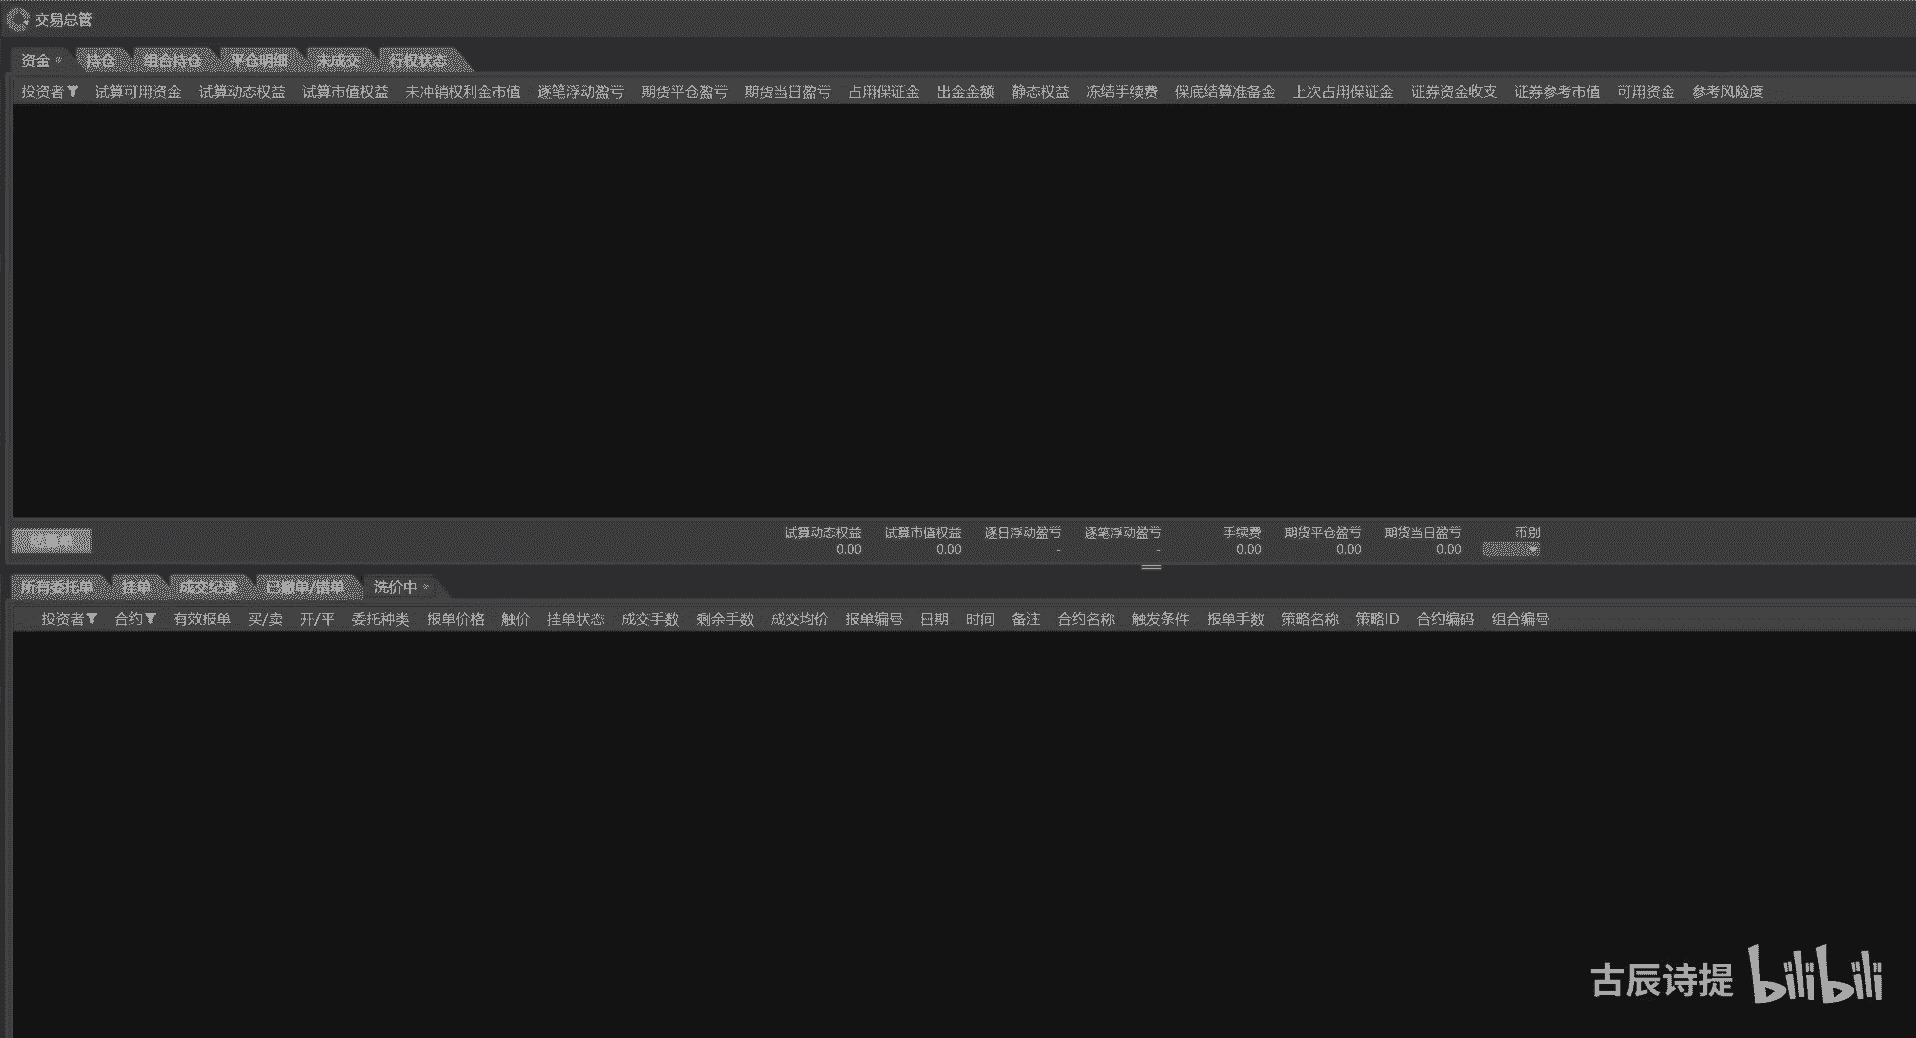 交易总管
资金 持仓 组合持仓 平仓明细 未成交 行权状态
投资者 试算可用资金 试算动态权益 试算市值权益 未冲销权利金市值 逐笔浮动盈亏 期货平仓盈亏 期货当日盈亏 占用保证金 出金金额 静态权益 冻结手续费 保底结算准备金 上次占用保证金 证券资金收支 证券参考市值 可用资金 参考风险度
试算动态权益 试算市值权益 逐日浮动盈亏 逐笔浮动盈亏 手续费 期货平仓盈亏 期货当日盈亏 币别
0.00 0.00 - - 0.00 0.00 0.00
所有委托单 挂单 成交纪录 已撤单/错单 洗价中
投资者 合约 有效报单 买/卖 开/平 委托种类 报单价格 触价 挂单状态 成交手数 剩余手数 成交均价 报单编号 日期 时间 备注 合约名称 触发条件 报单手数 策略名称 策略ID 合约编码 组合编号
古辰诗提 bilibili